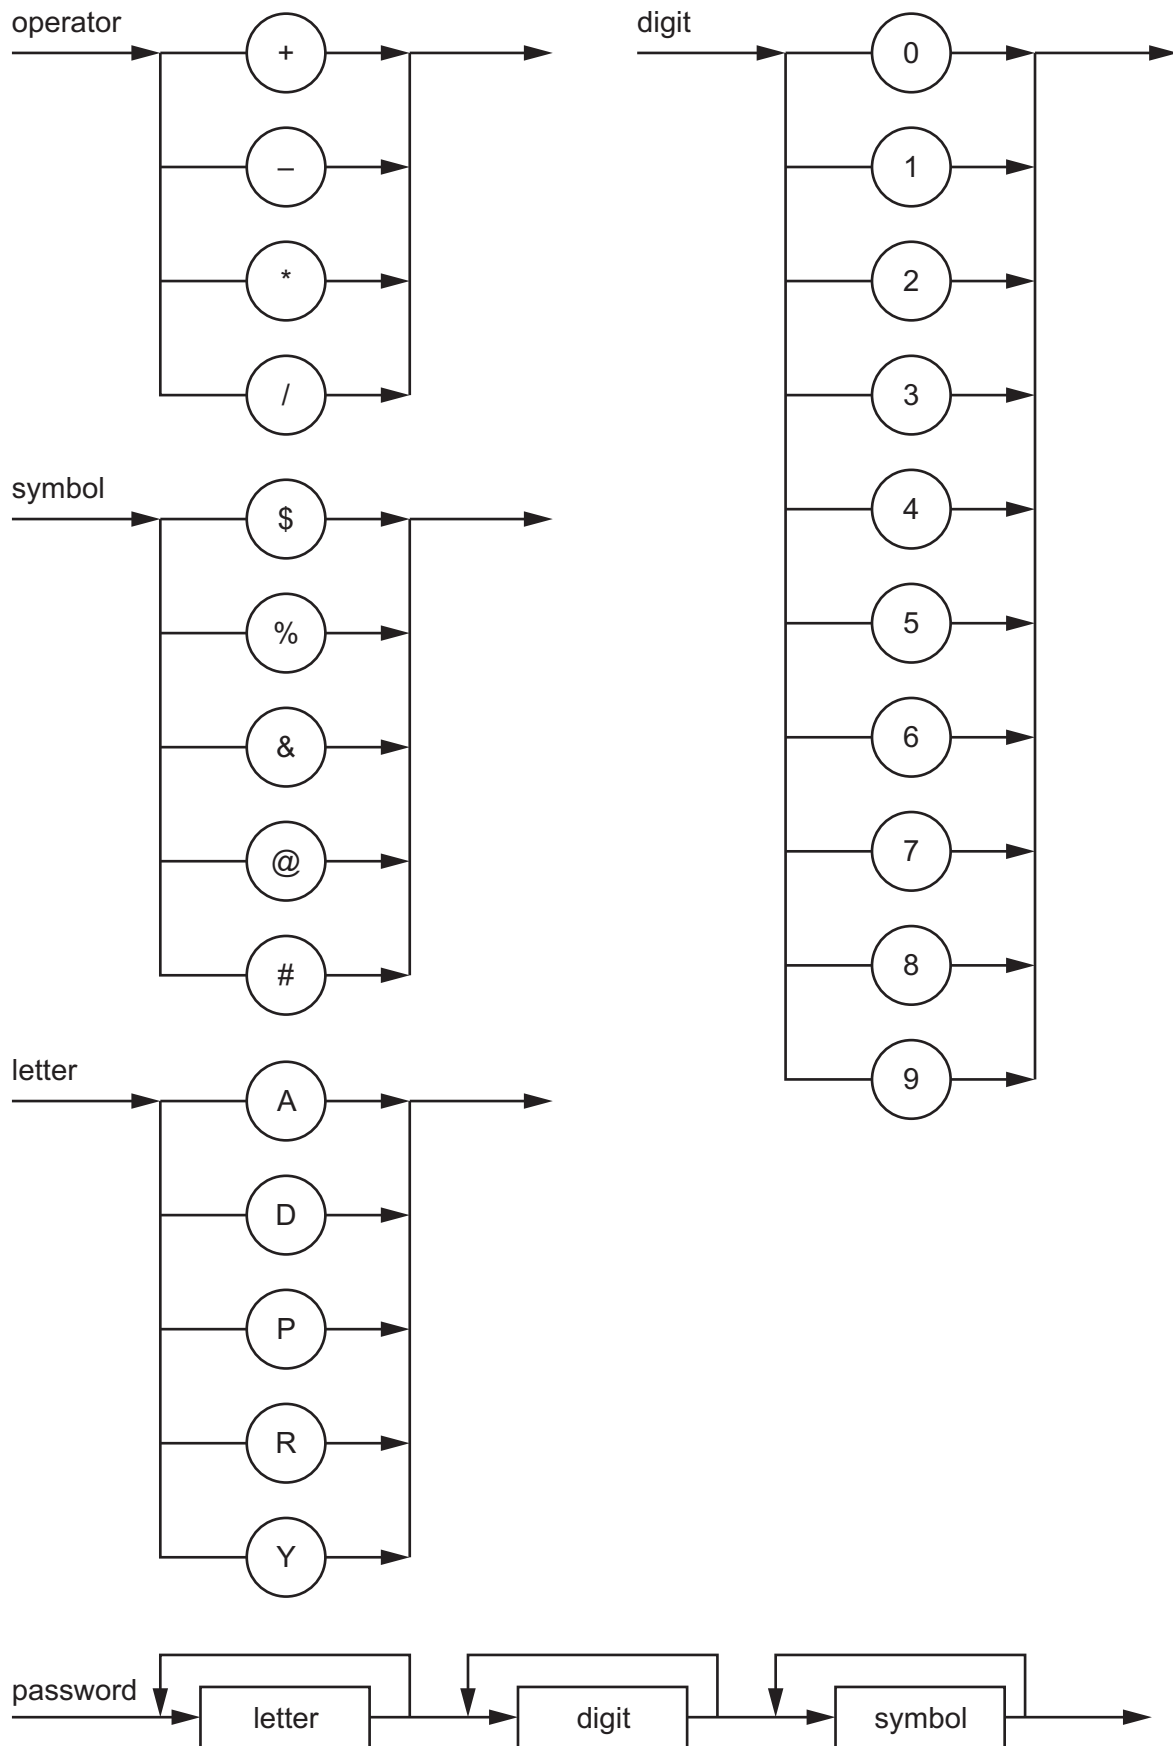 operator
+
–
*
/
symbol
$
%
&
@
#
letter
A
D
P
R
Y
digit
0
1
2
3
4
5
6
7
8
9
password
letter
digit
symbol